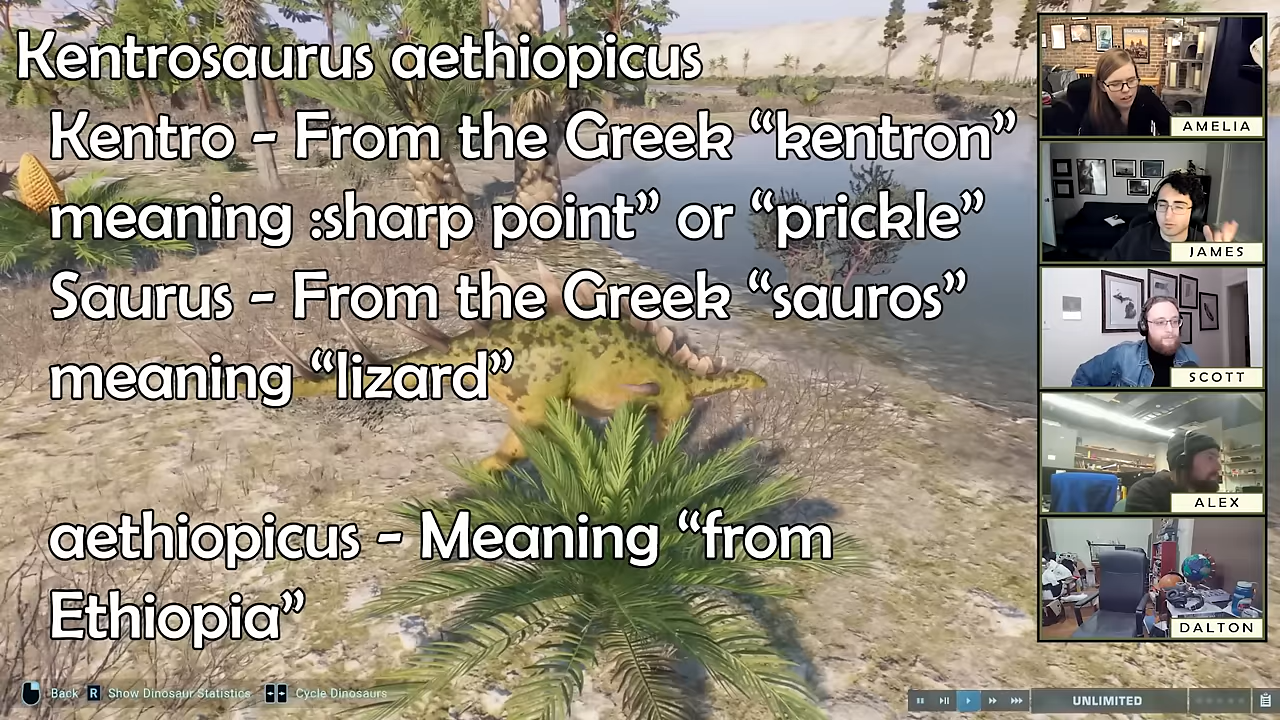 Kentrosaurus aethiopicus
Kentro - From the Greek “kentron”
meaning :sharp point” or “prickle”
Saurus - From the Greek “sauros”
meaning “lizard”
aethiopicus - Meaning “from
Ethiopia”
AMELIA
JAMES
SCOTT
ALEX
DALTON
Back R Show Dinosaur Statistics Cycle Dinosaurs
UNLIMITED